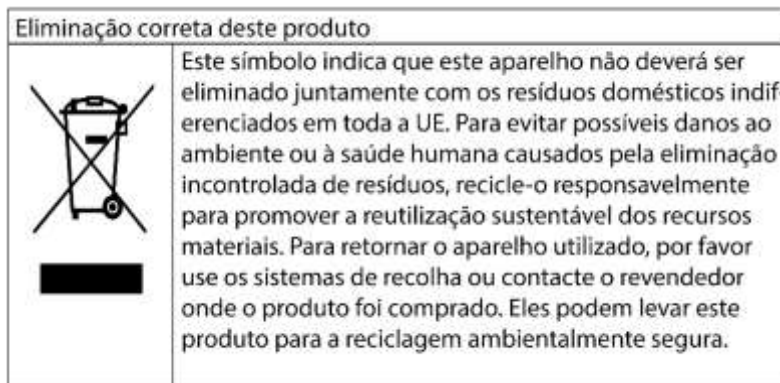 Eliminação correta deste produto
Este símbolo indica que este aparelho não deverá ser
eliminado juntamente com os resíduos domésticos indif
erenciados em toda a UE. Para evitar possíveis danos ao
ambiente ou à saúde humana causados pela eliminação
incontrolada de resíduos, recicle-o responsavelmente
para promover a reutilização sustentável dos recursos
materiais. Para retornar o aparelho utilizado, por favor
use os sistemas de recolha ou contacte o revendedor
onde o produto foi comprado. Eles podem levar este
produto para a reciclagem ambientalmente segura.